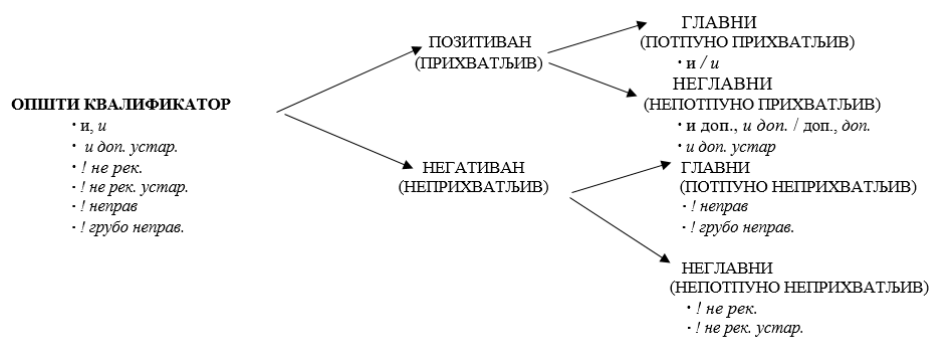 ОПШТИ КВАЛИФИКАТОР
· и, и
· и доп. устар.
· ! не рек.
· ! не рек. устар.
· ! неправ
· ! грубо неправ.
ПОЗИТИВАН
(ПРИХВАТЉИВ)
ГЛАВНИ
(ПОТПУНО ПРИХВАТЉИВ)
· и / и
НЕГЛАВНИ
(НЕПОТПУНО ПРИХВАТЉИВ)
· и доп., и доп. / доп., доп.
· и доп. устар
НЕГАТИВАН
(НЕПРИХВАТЉИВ)
ГЛАВНИ
(ПОТПУНО НЕПРИХВАТЉИВ)
· ! неправ
· ! грубо неправ.
НЕГЛАВНИ
(НЕПОТПУНО НЕПРИХВАТЉИВ)
· ! не рек.
· ! не рек. устар.